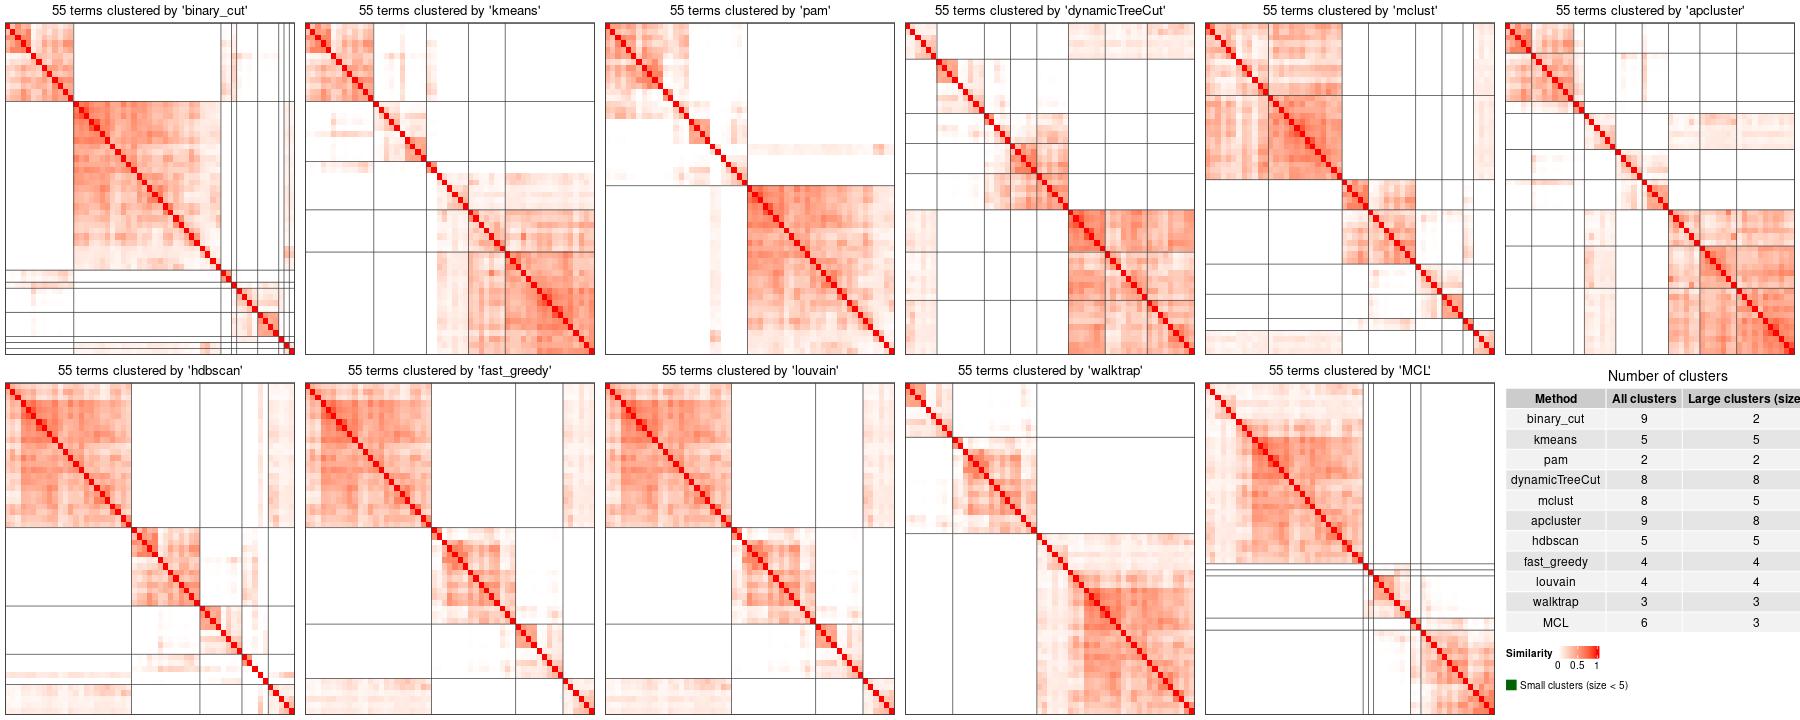 55 terms clustered by 'binary_cut'
55 terms clustered by 'kmeans'
55 terms clustered by 'pam'
55 terms clustered by 'dynamicTreeCut'
55 terms clustered by 'mclust'
55 terms clustered by 'apcluster'
55 terms clustered by 'hdbscan'
55 terms clustered by 'fast_greedy'
55 terms clustered by 'louvain'
55 terms clustered by 'walktrap'
55 terms clustered by 'MCL'
Number of clusters
Method All clusters Large clusters (size
binary_cut 9 2
kmeans 5 5
pam 2 2
dynamicTreeCut 8 8
mclust 8 5
apcluster 9 8
hdbscan 5 5
fast_greedy 4 4
louvain 4 4
walktrap 3 3
MCL 6 3
Similarity
0 0.5 1
Small clusters (size < 5)